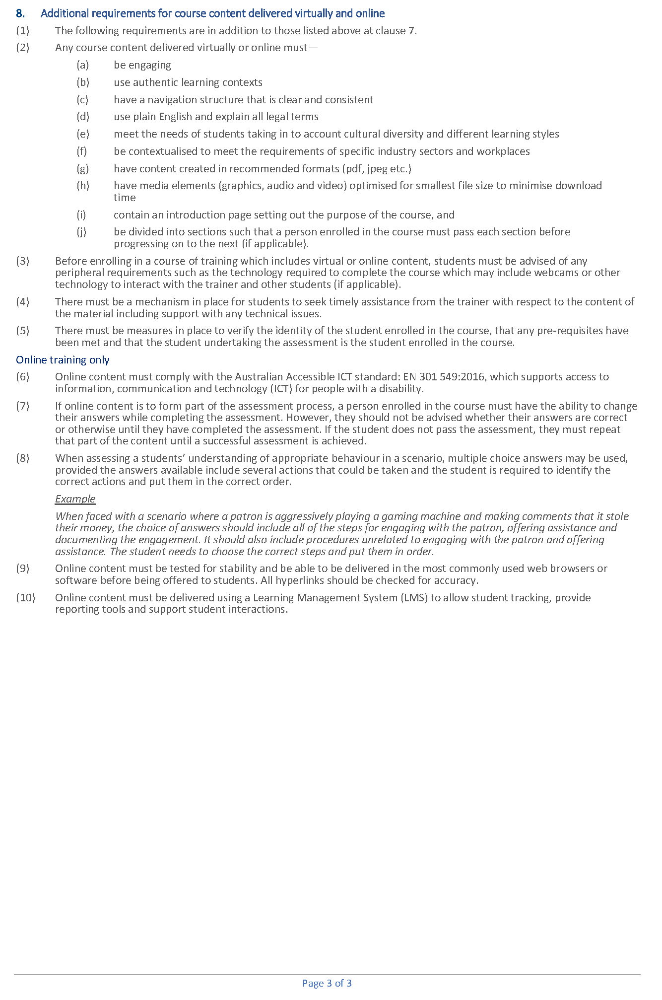 8. Additional requirements for course content delivered virtually and online
(1) The following requirements are in addition to those listed above at clause 7.
(2) Any course content delivered virtually or online must—
(a) be engaging
(b) use authentic learning contexts
(c) have a navigation structure that is clear and consistent
(d) use plain English and explain all legal terms
(e) meet the needs of students taking in to account cultural diversity and different learning styles
(f) be contextualised to meet the requirements of specific industry sectors and workplaces
(g) have content created in recommended formats (pdf, jpeg etc.)
(h) have media elements (graphics, audio and video) optimised for smallest file size to minimise download
time
(i) contain an introduction page setting out the purpose of the course, and
(j) be divided into sections such that a person enrolled in the course must pass each section before
progressing on to the next (if applicable).
(3) Before enrolling in a course of training which includes virtual or online content, students must be advised of any
peripheral requirements such as the technology required to complete the course which may include webcams or other
technology to interact with the trainer and other students (if applicable).
(4) There must be a mechanism in place for students to seek timely assistance from the trainer with respect to the content of
the material including support with any technical issues.
(5) There must be measures in place to verify the identity of the student enrolled in the course, that any pre-requisites have
been met and that the student undertaking the assessment is the student enrolled in the course.
Online training only
(6) Online content must comply with the Australian Accessible ICT standard: EN 301 549:2016, which supports access to
information, communication and technology (ICT) for people with a disability.
(7) If online content is to form part of the assessment process, a person enrolled in the course must have the ability to change
their answers while completing the assessment. However, they should not be advised whether their answers are correct
or otherwise until they have completed the assessment. If the student does not pass the assessment, they must repeat
that part of the content until a successful assessment is achieved.
(8) When assessing a students’ understanding of appropriate behaviour in a scenario, multiple choice answers may be used,
provided the answers available include several actions that could be taken and the student is required to identify the
correct actions and put them in the correct order.
Example
When faced with a scenario where a patron is aggressively playing a gaming machine and making comments that it stole
their money, the choice of answers should include all of the steps for engaging with the patron, offering assistance and
documenting the engagement. It should also include procedures unrelated to engaging with the patron and offering
assistance. The student needs to choose the correct steps and put them in order.
(9) Online content must be tested for stability and be able to be delivered in the most commonly used web browsers or
software before being offered to students. All hyperlinks should be checked for accuracy.
(10) Online content must be delivered using a Learning Management System (LMS) to allow student tracking, provide
reporting tools and support student interactions.
Page 3 of 3